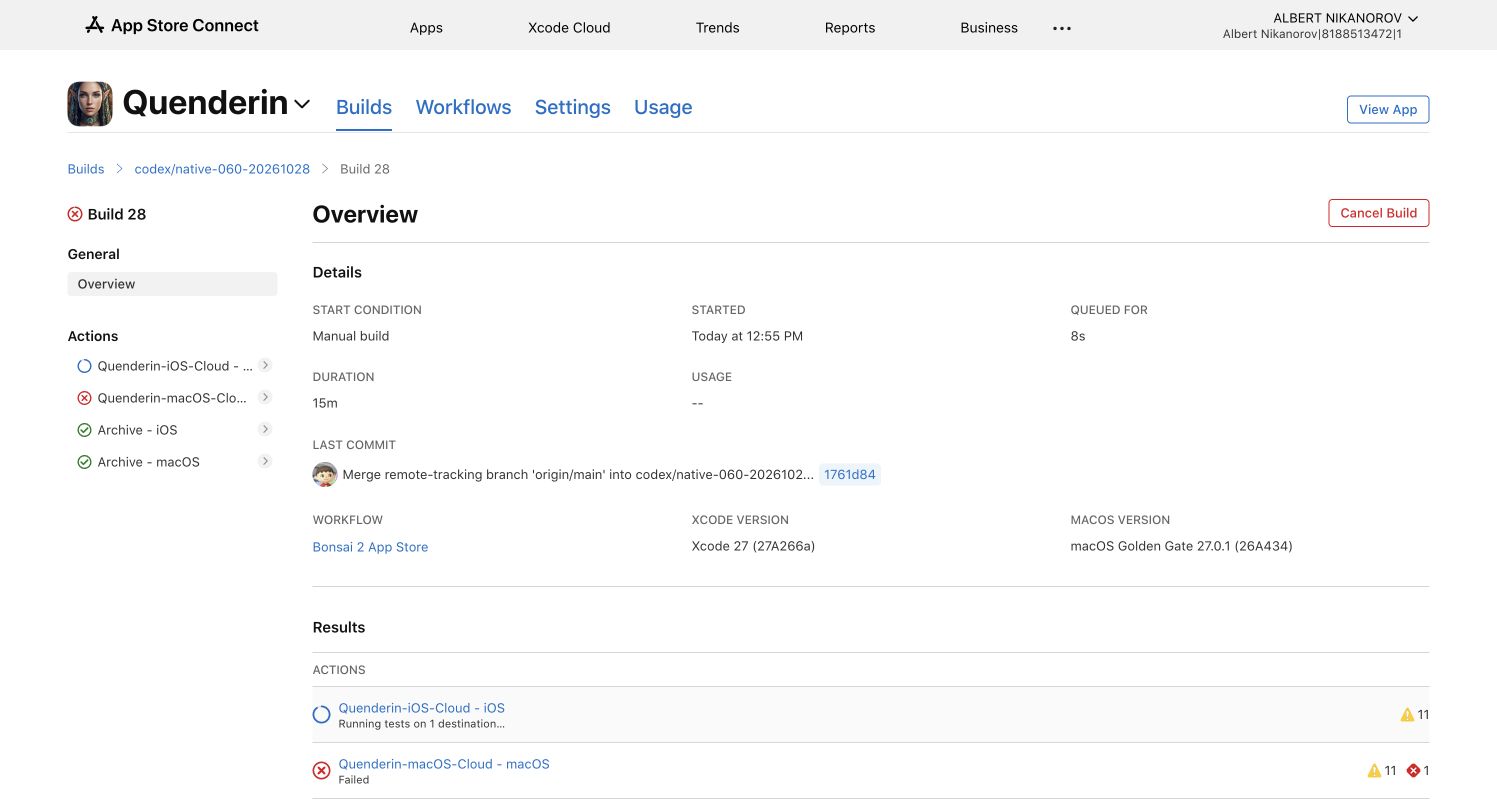 App Store Connect
Apps
Xcode Cloud
Trends
Reports
Business
ALBERT NIKANOROV
Albert Nikanorov|8188513472|1
Quenderin
Builds
Workflows
Settings
Usage
View App
Builds > codex/native-060-20261028 > Build 28
Build 28
General
Overview
Actions
Quenderin-iOS-Cloud - ...
Quenderin-macOS-Clo...
Archive - iOS
Archive - macOS
Overview
Cancel Build
Details
START CONDITION
Manual build
STARTED
Today at 12:55 PM
QUEUED FOR
8s
DURATION
15m
USAGE
--
LAST COMMIT
Merge remote-tracking branch 'origin/main' into codex/native-060-2026102... 1761d84
WORKFLOW
Bonsai 2 App Store
XCODE VERSION
Xcode 27 (27A266a)
MACOS VERSION
macOS Golden Gate 27.0.1 (26A434)
Results
ACTIONS
Quenderin-iOS-Cloud - iOS
Running tests on 1 destination...
11
Quenderin-macOS-Cloud - macOS
Failed
11
1